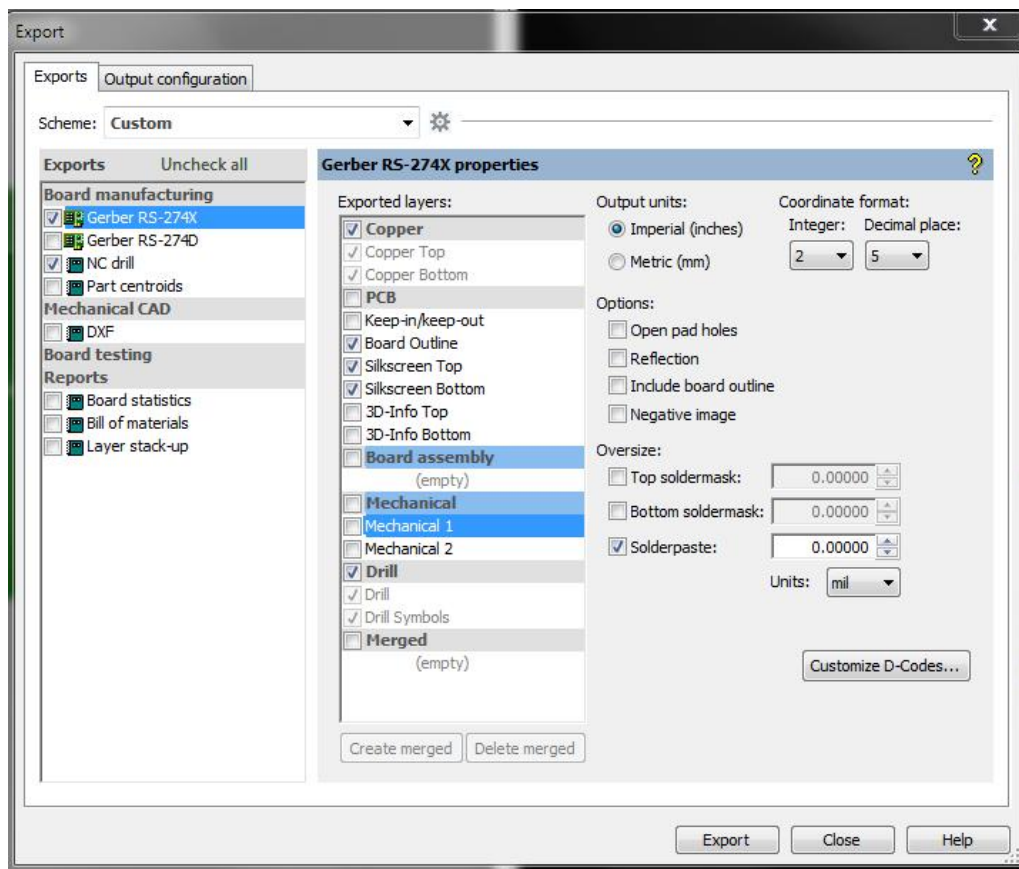 Export
x
Exports Output configuration
Scheme: Custom
Exports Uncheck all
Board manufacturing
Gerber RS-274X
Gerber RS-274D
NC drill
Part centroids
Mechanical CAD
DXF
Board testing
Reports
Board statistics
Bill of materials
Layer stack-up
Gerber RS-274X properties
?
Exported layers:
Copper
Copper Top
Copper Bottom
PCB
Keep-in/keep-out
Board Outline
Silkscreen Top
Silkscreen Bottom
3D-Info Top
3D-Info Bottom
Board assembly
(empty)
Mechanical
Mechanical 1
Mechanical 2
Drill
Drill
Drill Symbols
Merged
(empty)
Create merged Delete merged
Output units:
Imperial (inches)
Metric (mm)
Coordinate format:
Integer: Decimal place:
2 5
Options:
Open pad holes
Reflection
Include board outline
Negative image
Oversize:
Top soldermask: 0.00000
Bottom soldermask: 0.00000
Solderpaste: 0.00000
Units: mil
Customize D-Codes...
Export Close Help